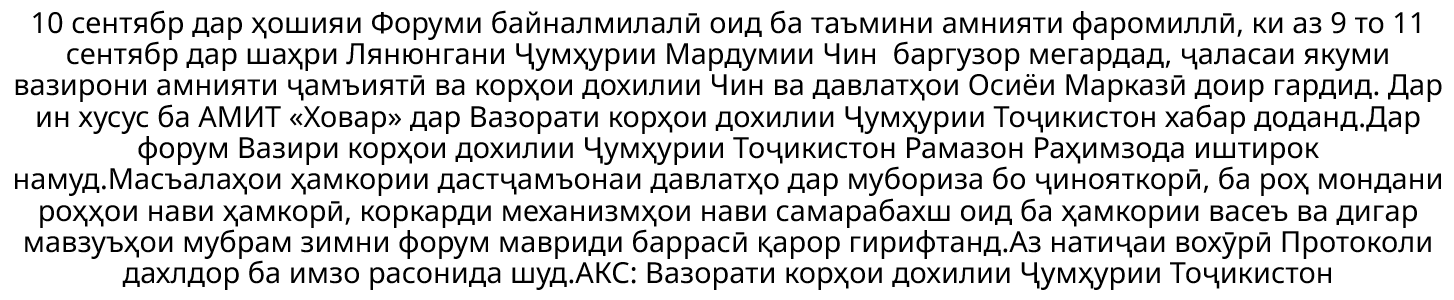 10 сентябр дар ҳошияи Форуми байналмилалӣ оид ба таъмини амнияти фаромиллӣ, ки аз 9 то 11
сентябр дар шаҳри Лянюнгани Ҷумҳурии Мардумии Чин  баргузор мегардад, ҷаласаи якуми
вазирони амнияти ҷамъиятӣ ва корҳои дохилии Чин ва давлатҳои Осиёи Марказӣ доир гардид. Дар
ин хусус ба АМИТ «Ховар» дар Вазорати корҳои дохилии Ҷумҳурии Тоҷикистон хабар доданд.Дар
форум Вазири корҳои дохилии Ҷумҳурии Тоҷикистон Рамазон Раҳимзода иштирок
намуд.Масъалаҳои ҳамкории дастҷамъонаи давлатҳо дар мубориза бо ҷинояткорӣ, ба роҳ мондани
роҳҳои нави ҳамкорӣ, коркарди механизмҳои нави самарабахш оид ба ҳамкории васеъ ва дигар
мавзуъҳои мубрам зимни форум мавриди баррасӣ қарор гирифтанд.Аз натиҷаи вохӯрӣ Протоколи
дахлдор ба имзо расонида шуд.АКС: Вазорати корҳои дохилии Ҷумҳурии Тоҷикистон